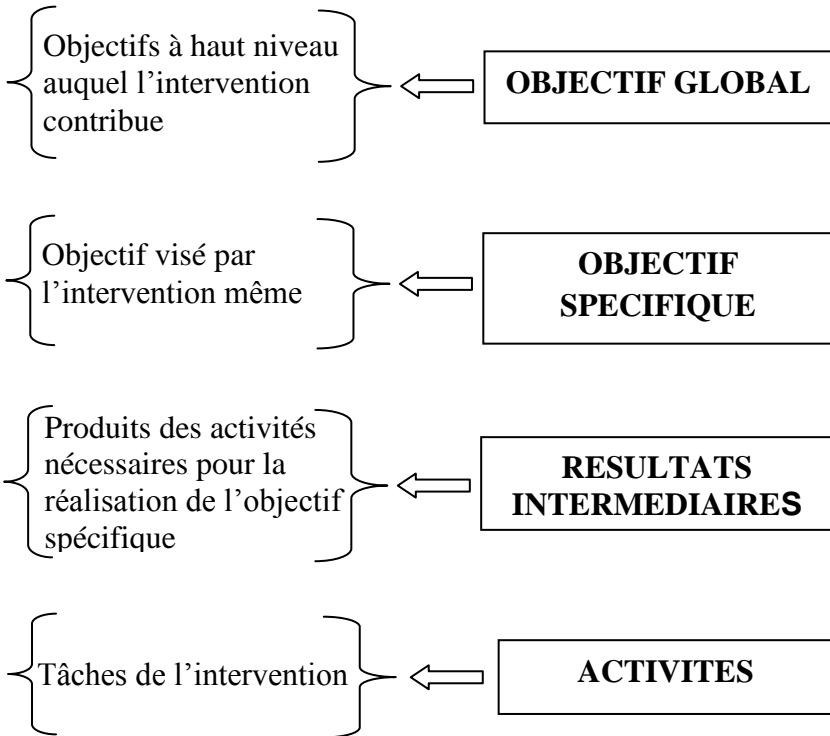 Objectifs à haut niveau
auquel l’intervention
contribue
OBJECTIF GLOBAL
Objectif visé par
l’intervention même
OBJECTIF
SPECIFIQUE
Produits des activités
nécessaires pour la
réalisation de l’objectif
spécifique
RESULTATS
INTERMEDIAIRES
Tâches de l’intervention
ACTIVITES